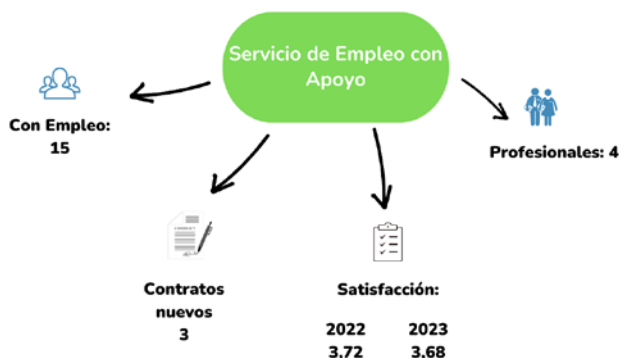 Servicio de Empleo con
Apoyo
Con Empleo:
15
Profesionales: 4
Contratos
nuevos
3
Satisfacción:
2022 2023
3,72 3,68